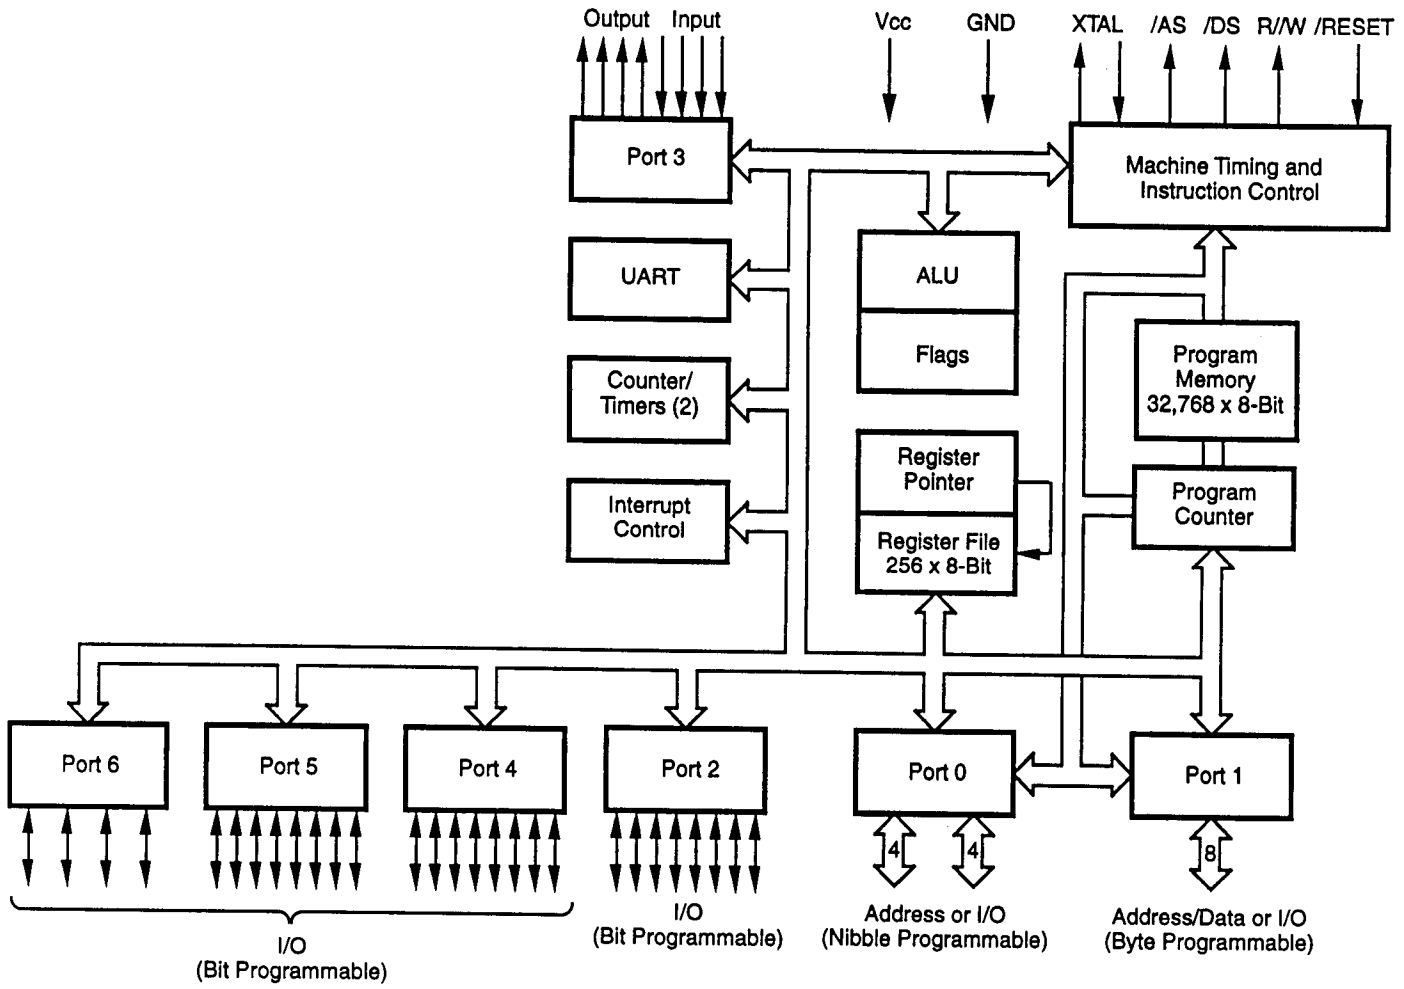 Output Input Vcc GND XTAL /AS /DS R//W /RESET
Port 3
Machine Timing and
Instruction Control
UART
ALU
Flags
Counter/
Timers (2)
Program
Memory
32,768 x 8-Bit
Interrupt
Control
Register
Pointer
Register File
256 x 8-Bit
Program
Counter
Port 6
Port 5
Port 4
Port 2
Port 0
Port 1
4
4
8
I/O
(Bit Programmable)
I/O
(Bit Programmable)
Address or I/O
(Nibble Programmable)
Address/Data or I/O
(Byte Programmable)